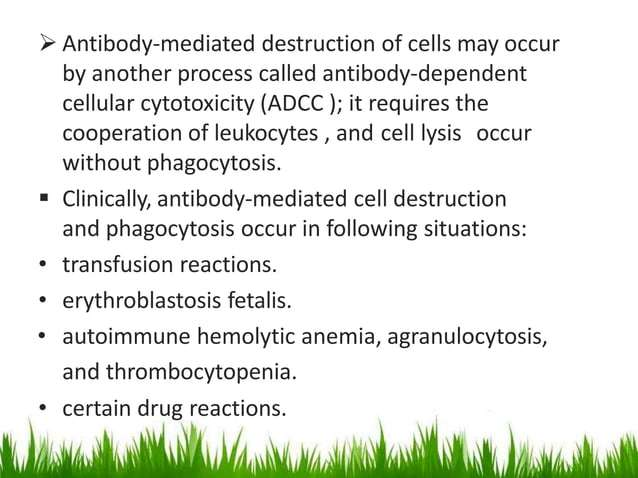 ➢ Antibody-mediated destruction of cells may occur
by another process called antibody-dependent
cellular cytotoxicity (ADCC ); it requires the
cooperation of leukocytes , and cell lysis occur
without phagocytosis.
▪ Clinically, antibody-mediated cell destruction
and phagocytosis occur in following situations:
• transfusion reactions.
• erythroblastosis fetalis.
• autoimmune hemolytic anemia, agranulocytosis,
and thrombocytopenia.
• certain drug reactions.